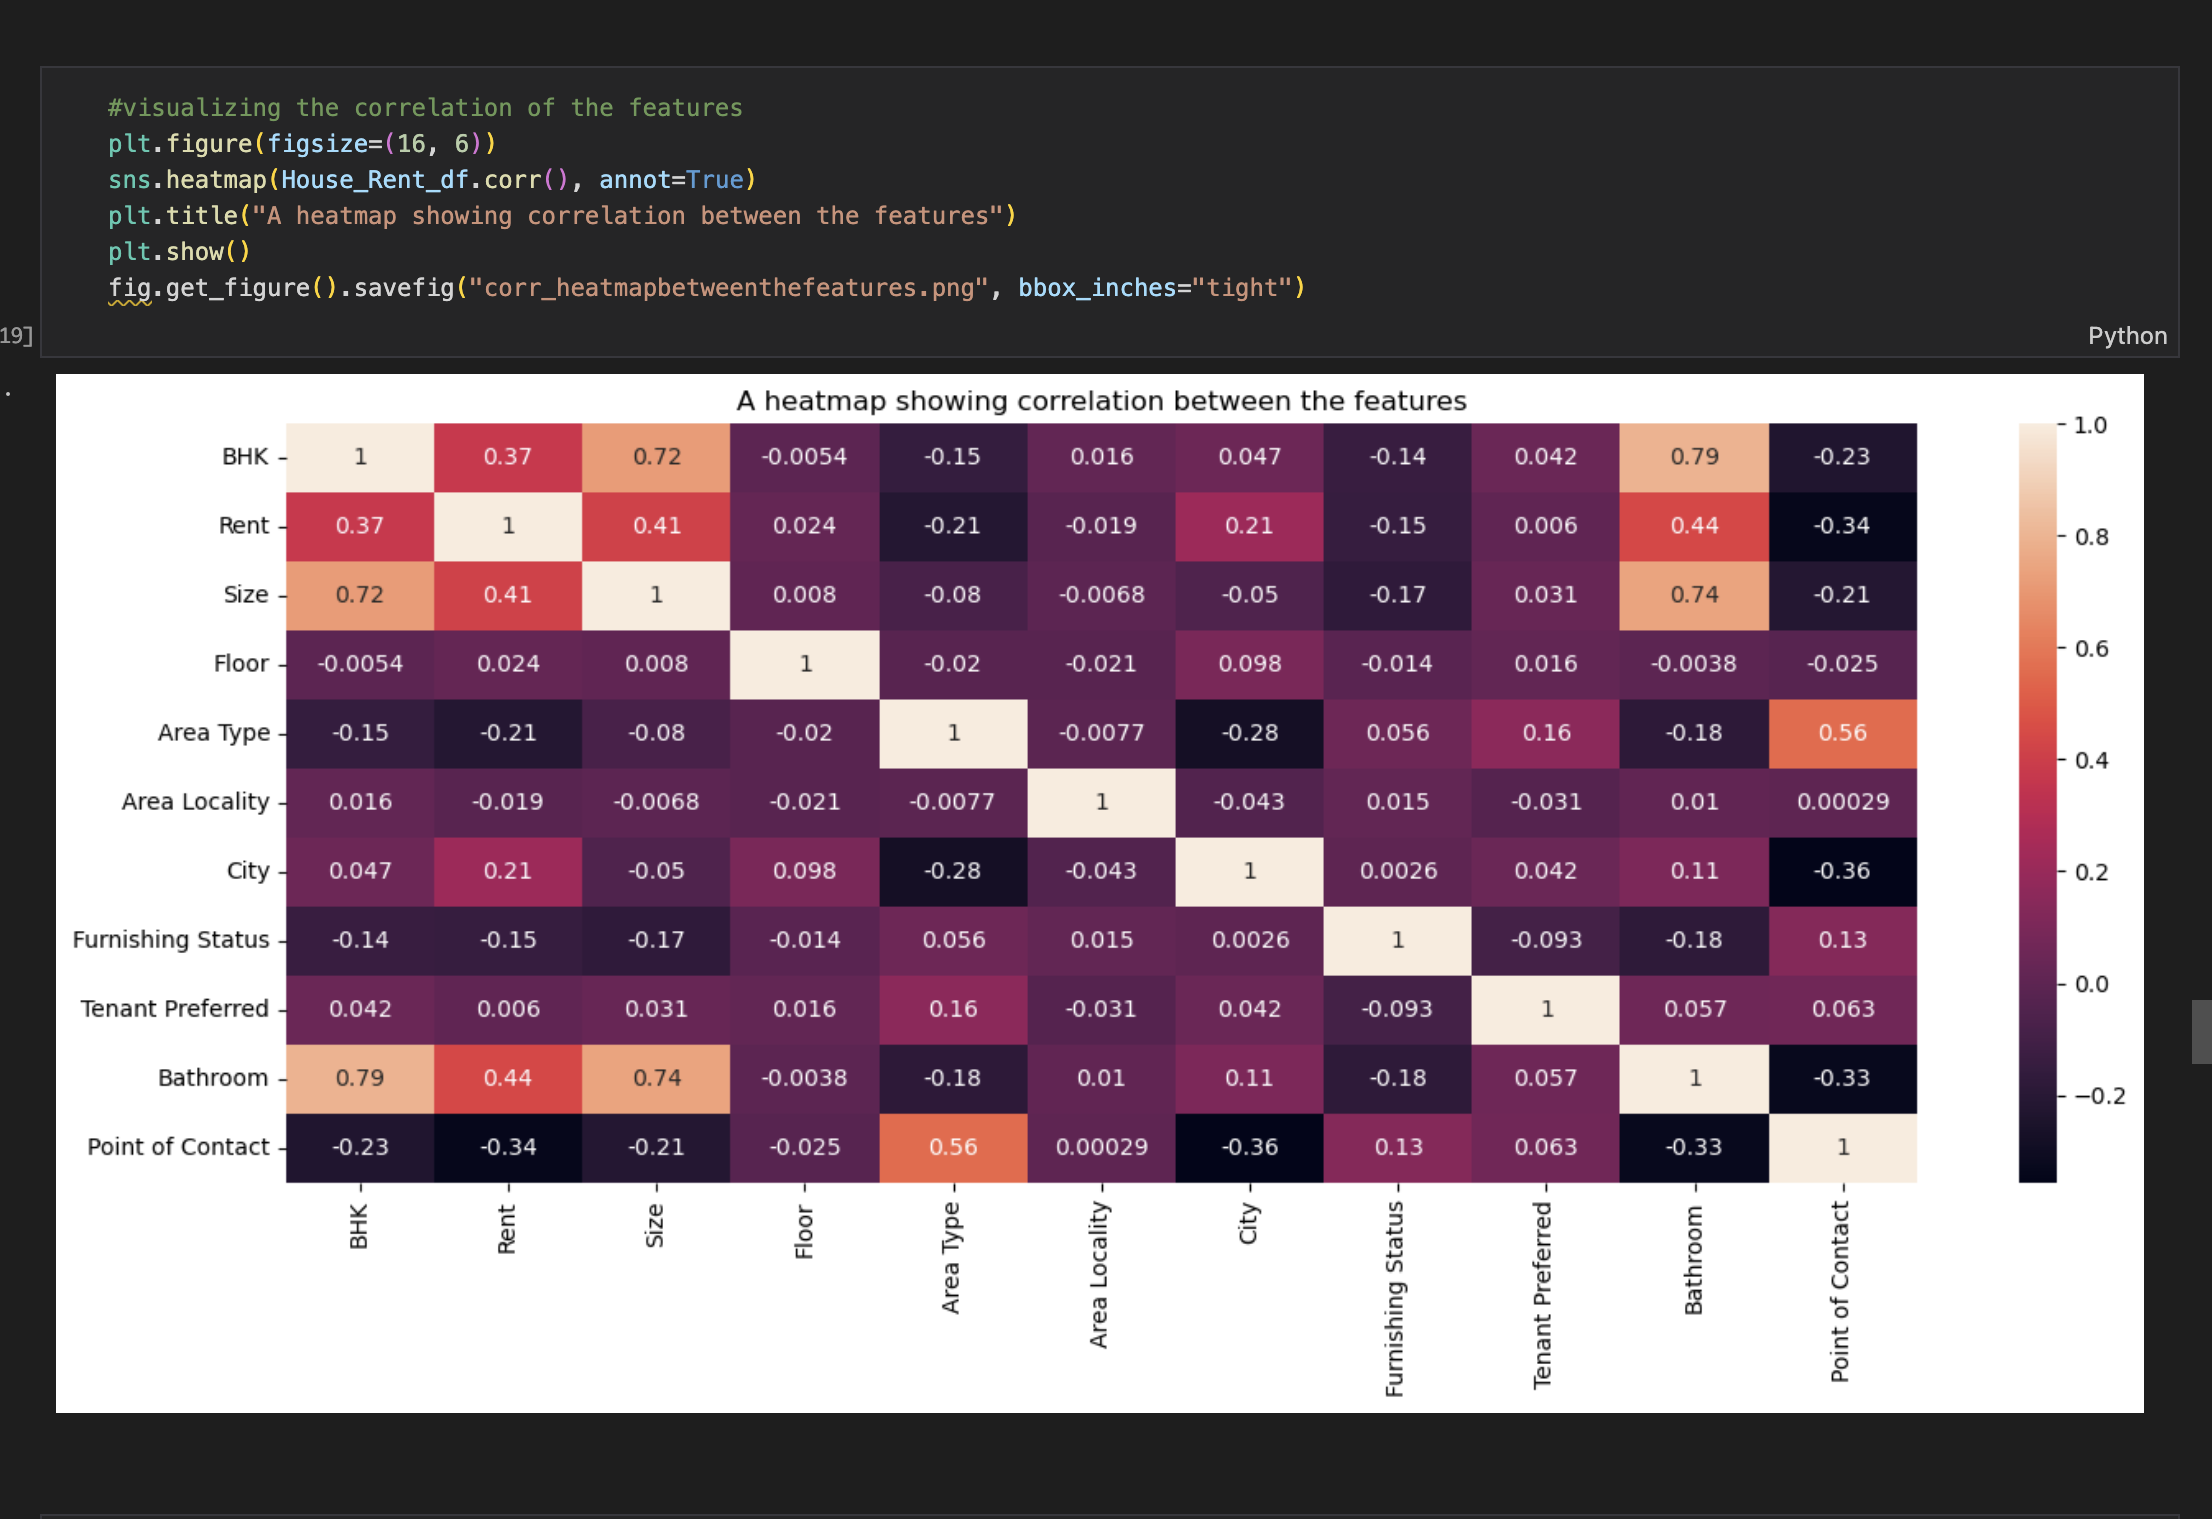 #visualizing the correlation of the features
plt.figure(figsize=(16, 6))
sns.heatmap(House_Rent_df.corr(), annot=True)
plt.title("A heatmap showing correlation between the features")
plt.show()
fig.get_figure().savefig("corr_heatmapbetweenthefeatures.png", bbox_inches="tight")
19]
Python
A heatmap showing correlation between the features
BHK 1 0.37 0.72 -0.0054 -0.15 0.016 0.047 -0.14 0.042 0.79 -0.23
Rent 0.37 1 0.41 0.024 -0.21 -0.019 0.21 -0.15 0.006 0.44 -0.34
Size 0.72 0.41 1 0.008 -0.08 -0.0068 -0.05 -0.17 0.031 0.74 -0.21
Floor -0.0054 0.024 0.008 1 -0.02 -0.021 0.098 -0.014 0.016 -0.0038 -0.025
Area Type -0.15 -0.21 -0.08 -0.02 1 -0.0077 -0.28 0.056 0.16 -0.18 0.56
Area Locality 0.016 -0.019 -0.0068 -0.021 -0.0077 1 -0.043 0.015 -0.031 0.01 0.00029
City 0.047 0.21 -0.05 0.098 -0.28 -0.043 1 0.0026 0.042 0.11 -0.36
Furnishing Status -0.14 -0.15 -0.17 -0.014 0.056 0.015 0.0026 1 -0.093 -0.18 0.13
Tenant Preferred 0.042 0.006 0.031 0.016 0.16 -0.031 0.042 -0.093 1 0.057 0.063
Bathroom 0.79 0.44 0.74 -0.0038 -0.18 0.01 0.11 -0.18 0.057 1 -0.33
Point of Contact -0.23 -0.34 -0.21 -0.025 0.56 0.00029 -0.36 0.13 0.063 -0.33 1
BHK
Rent
Size
Floor
Area Type
Area Locality
City
Furnishing Status
Tenant Preferred
Bathroom
Point of Contact
1.0
0.8
0.6
0.4
0.2
0.0
−0.2